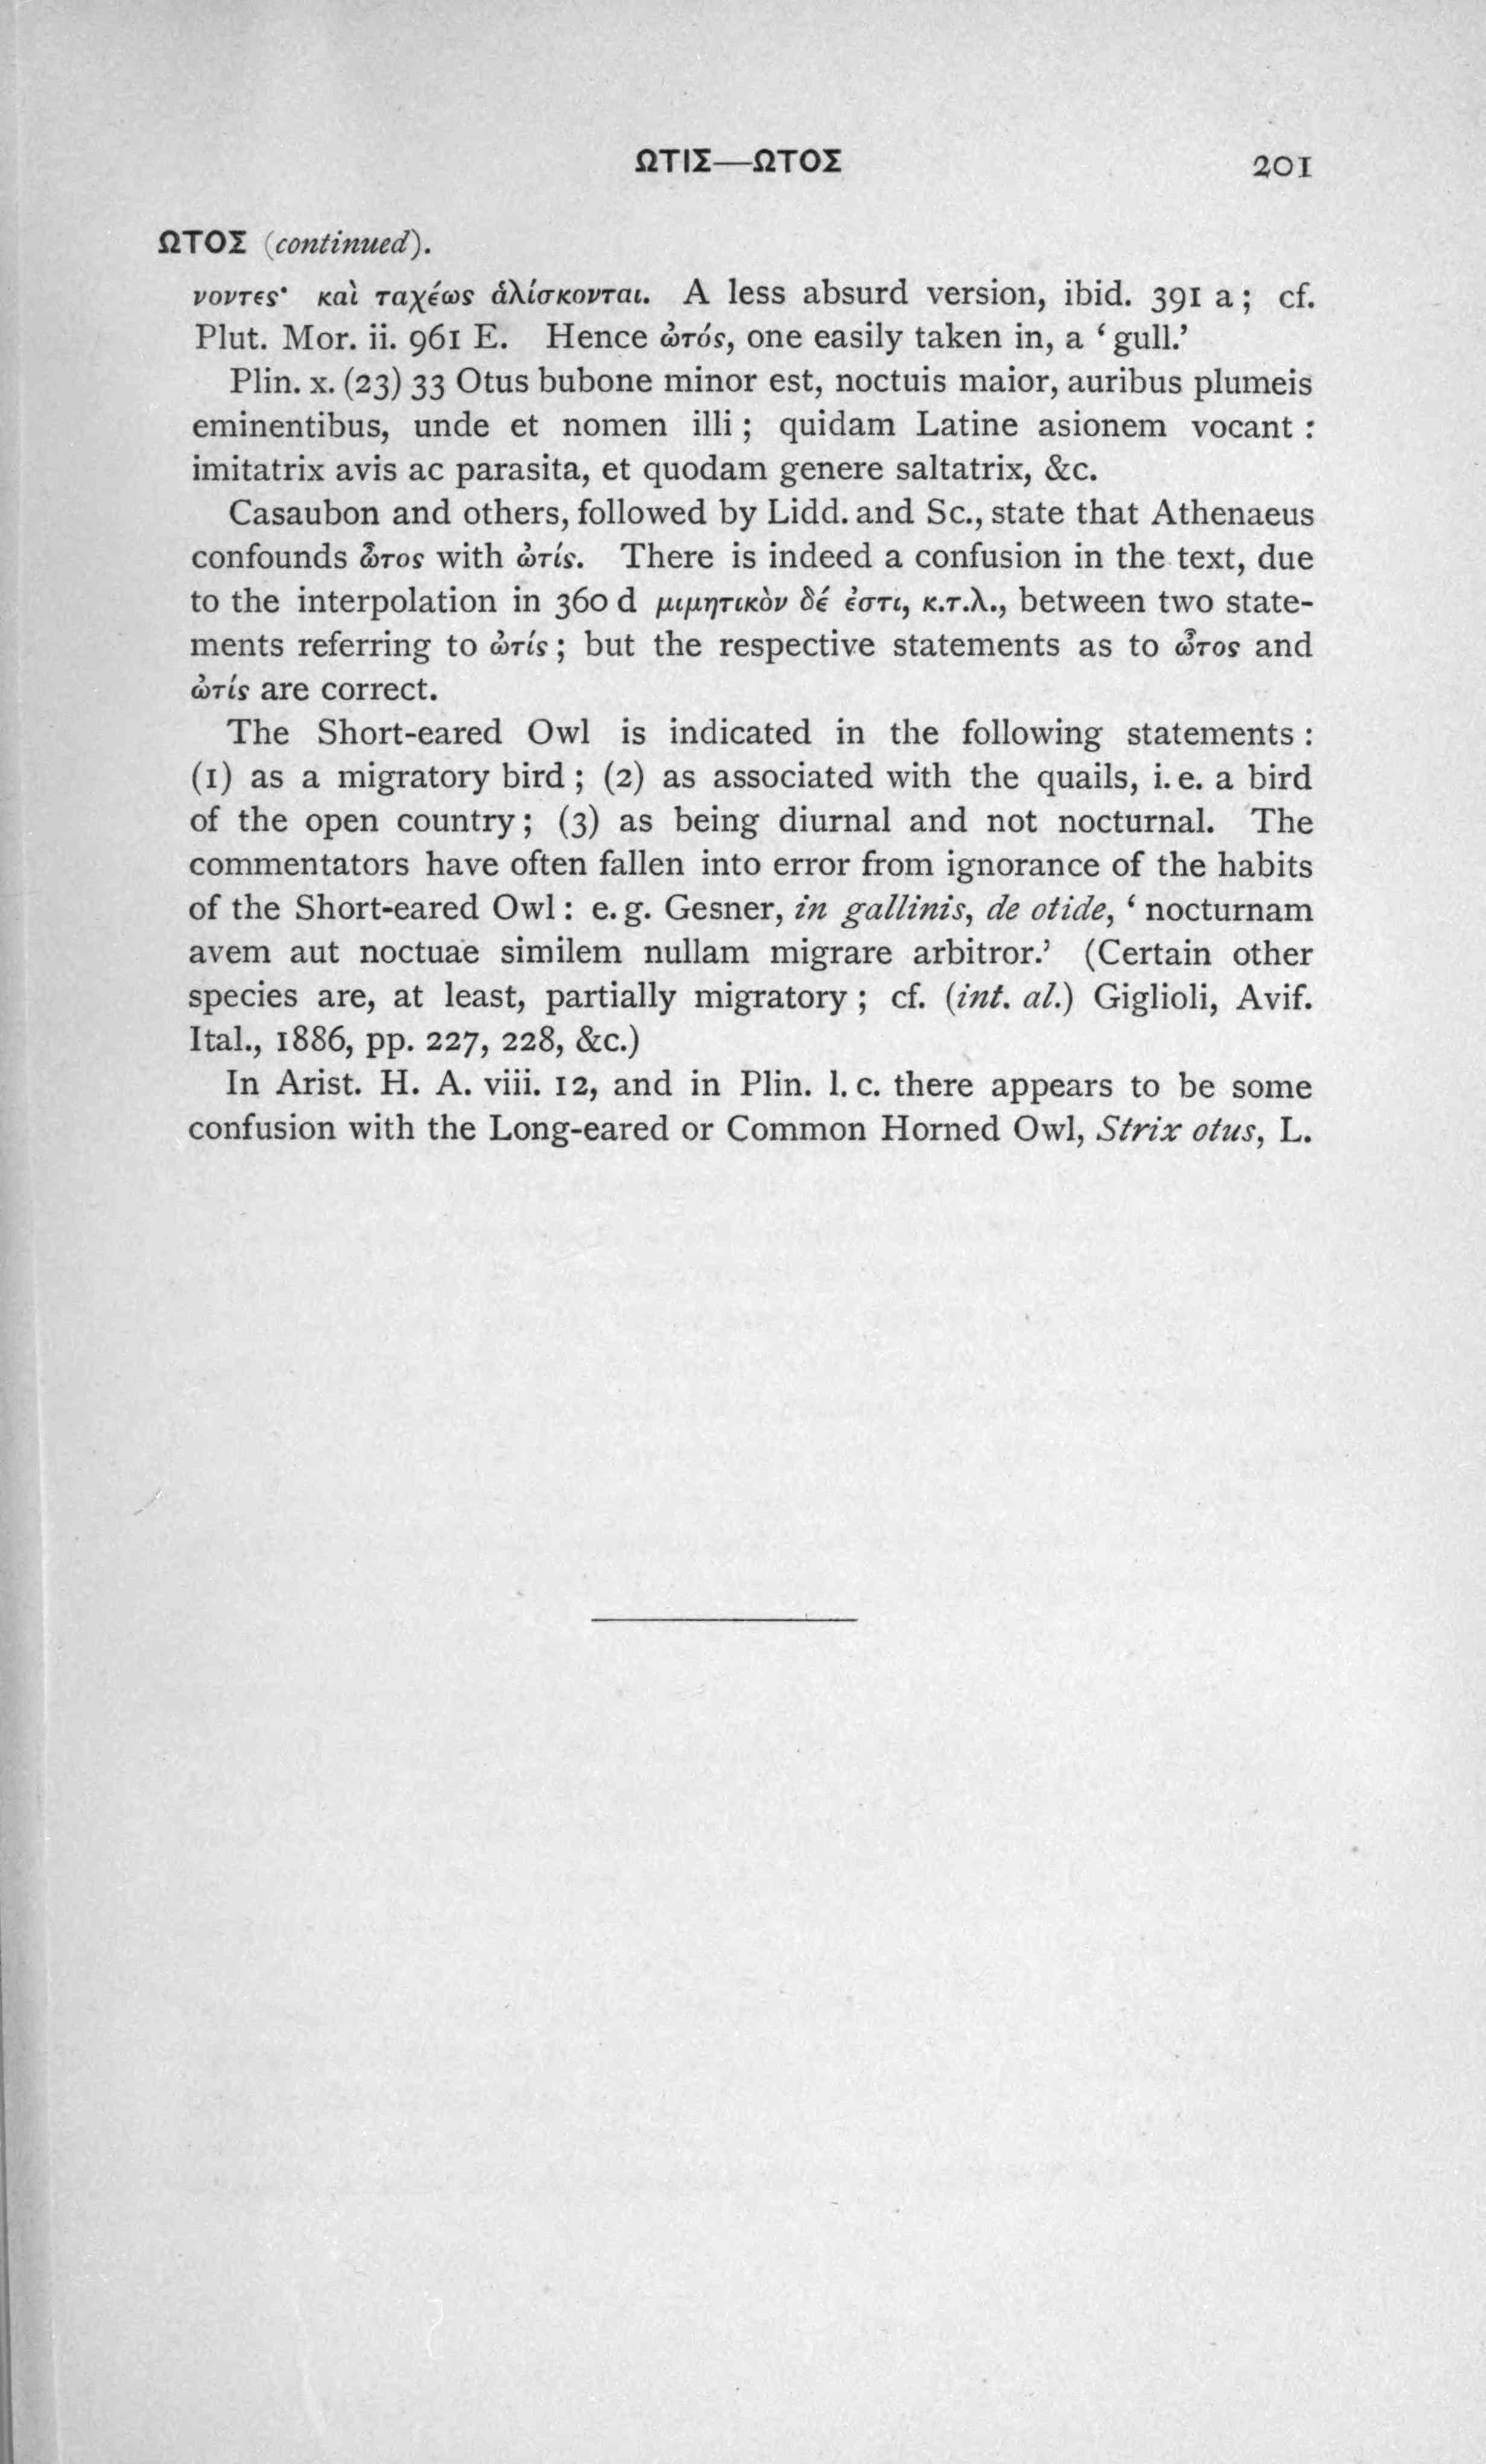 ΩΤΙΣ—ΩΤΟΣ 201
ΩΤΟΣ (continued).
νοντες· καὶ ταχέως ἁλίσκονται. A less absurd version, ibid. 391 a; cf.
Plut. Mor. ii. 961 E. Hence ὠτός, one easily taken in, a ‘gull.’
Plin. x. (23) 33 Otus bubone minor est, noctuis maior, auribus plumeis
eminentibus, unde et nomen illi; quidam Latine asionem vocant:
imitatrix avis ac parasita, et quodam genere saltatrix, &c.
Casaubon and others, followed by Lidd. and Sc., state that Athenaeus
confounds ὦτος with ὠτίς. There is indeed a confusion in the text, due
to the interpolation in 360 d μιμητικὸν δέ ἐστι, κ.τ.λ., between two state-
ments referring to ὠτίς; but the respective statements as to ὦτος and
ὠτίς are correct.
The Short-eared Owl is indicated in the following statements:
(1) as a migratory bird; (2) as associated with the quails, i. e. a bird
of the open country; (3) as being diurnal and not nocturnal. The
commentators have often fallen into error from ignorance of the habits
of the Short-eared Owl: e. g. Gesner, in gallinis, de otide, ‘nocturnam
avem aut noctuae similem nullam migrare arbitror.’ (Certain other
species are, at least, partially migratory; cf. (int. al.) Giglioli, Avif.
Ital., 1886, pp. 227, 228, &c.)
In Arist. H. A. viii. 12, and in Plin. l. c. there appears to be some
confusion with the Long-eared or Common Horned Owl, Strix otus, L.